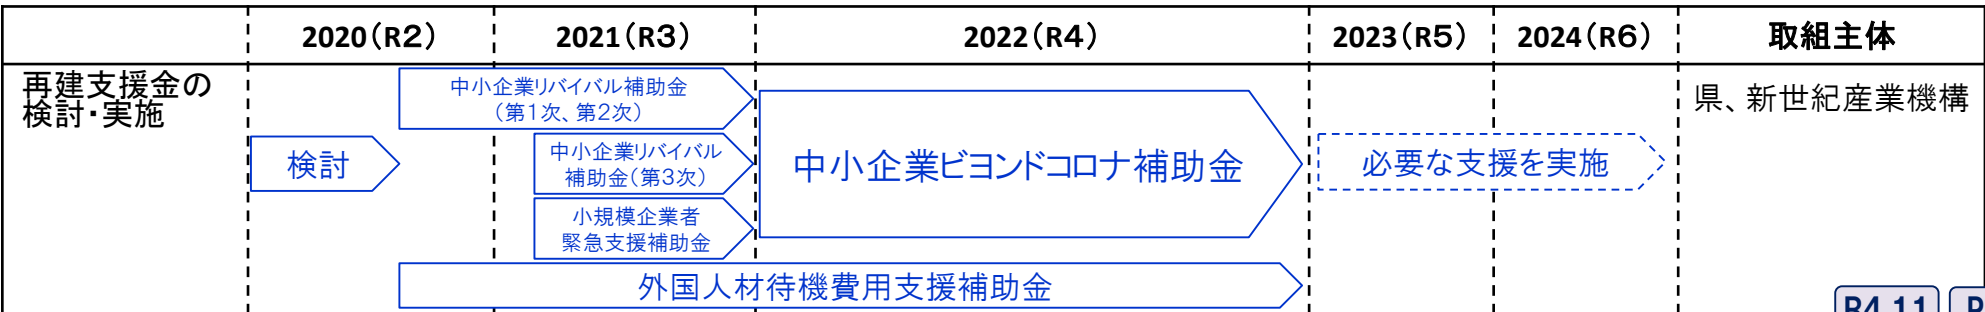 2020（R２） 2021（R３） 2022（R４） 2023（R５） 2024（R６） 取組主体
再建支援金の
検討・実施
中小企業リバイバル補助金
（第１次、第２次）
県、新世紀産業機構
検討
中小企業リバイバル
補助金（第３次）
中小企業ビヨンドコロナ補助金
必要な支援を実施
小規模企業者
緊急支援補助金
外国人材待機費用支援補助金